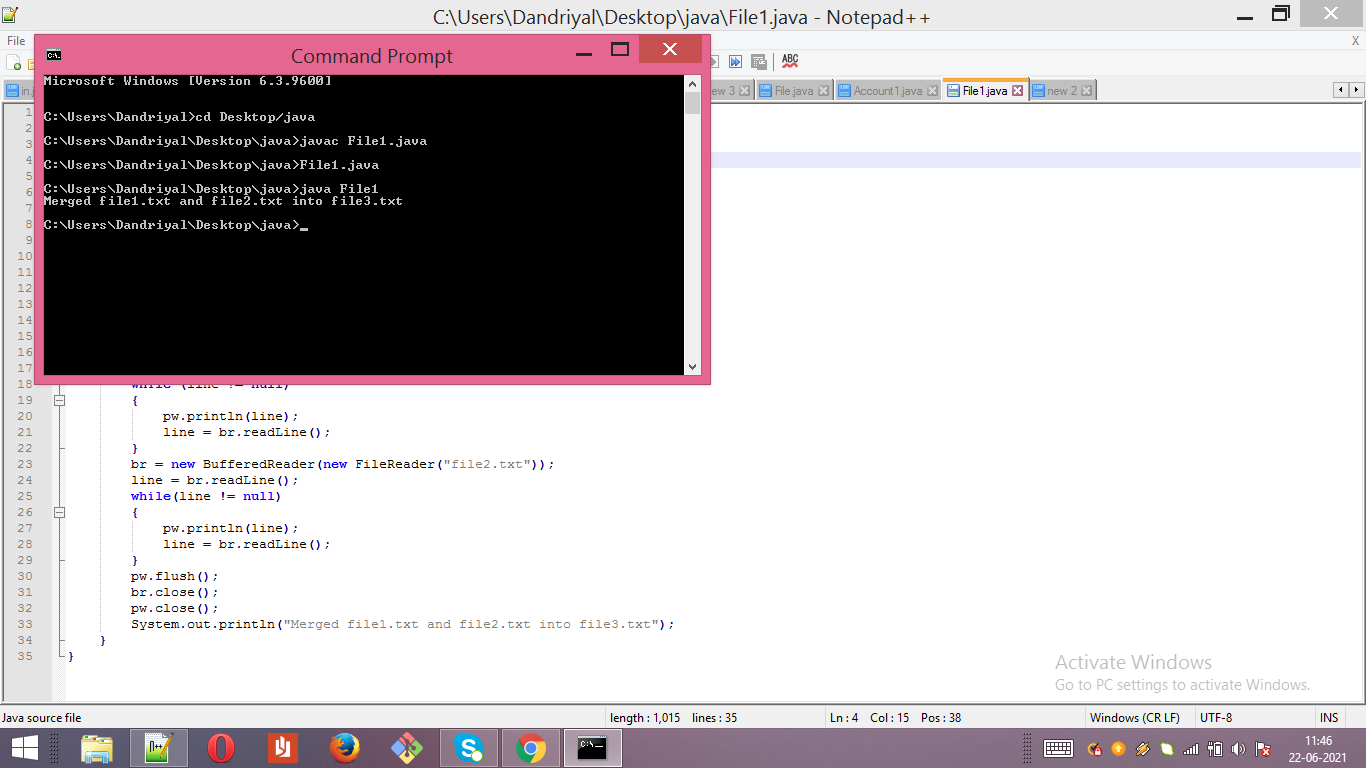 C:\Users\Dandriyal\Desktop\java\File1.java - Notepad++
File
X
Command Prompt
C:\.
ABC
in.j
ew 3
File.java
Account1.java
File1.java
new 2
Microsoft Windows [Version 6.3.9600]
C:\Users\Dandriyal>cd Desktop/java
C:\Users\Dandriyal\Desktop\java>javac File1.java
C:\Users\Dandriyal\Desktop\java>File1.java
C:\Users\Dandriyal\Desktop\java>java File1
Merged file1.txt and file2.txt into file3.txt
C:\Users\Dandriyal\Desktop\java>_
1
2
3
4
5
6
7
8
9
10
11
12
13
14
15
16
17
18 while (line != null)
19 {
20 pw.println(line);
21 line = br.readLine();
22 }
23 br = new BufferedReader(new FileReader("file2.txt"));
24 line = br.readLine();
25 while(line != null)
26 {
27 pw.println(line);
28 line = br.readLine();
29 }
30 pw.flush();
31 br.close();
32 pw.close();
33 System.out.println("Merged file1.txt and file2.txt into file3.txt");
34 }
35 }
Activate Windows
Go to PC settings to activate Windows.
Java source file length : 1,015 lines : 35 Ln : 4 Col : 15 Pos : 38 Windows (CR LF) UTF-8 INS
11:46
22-06-2021